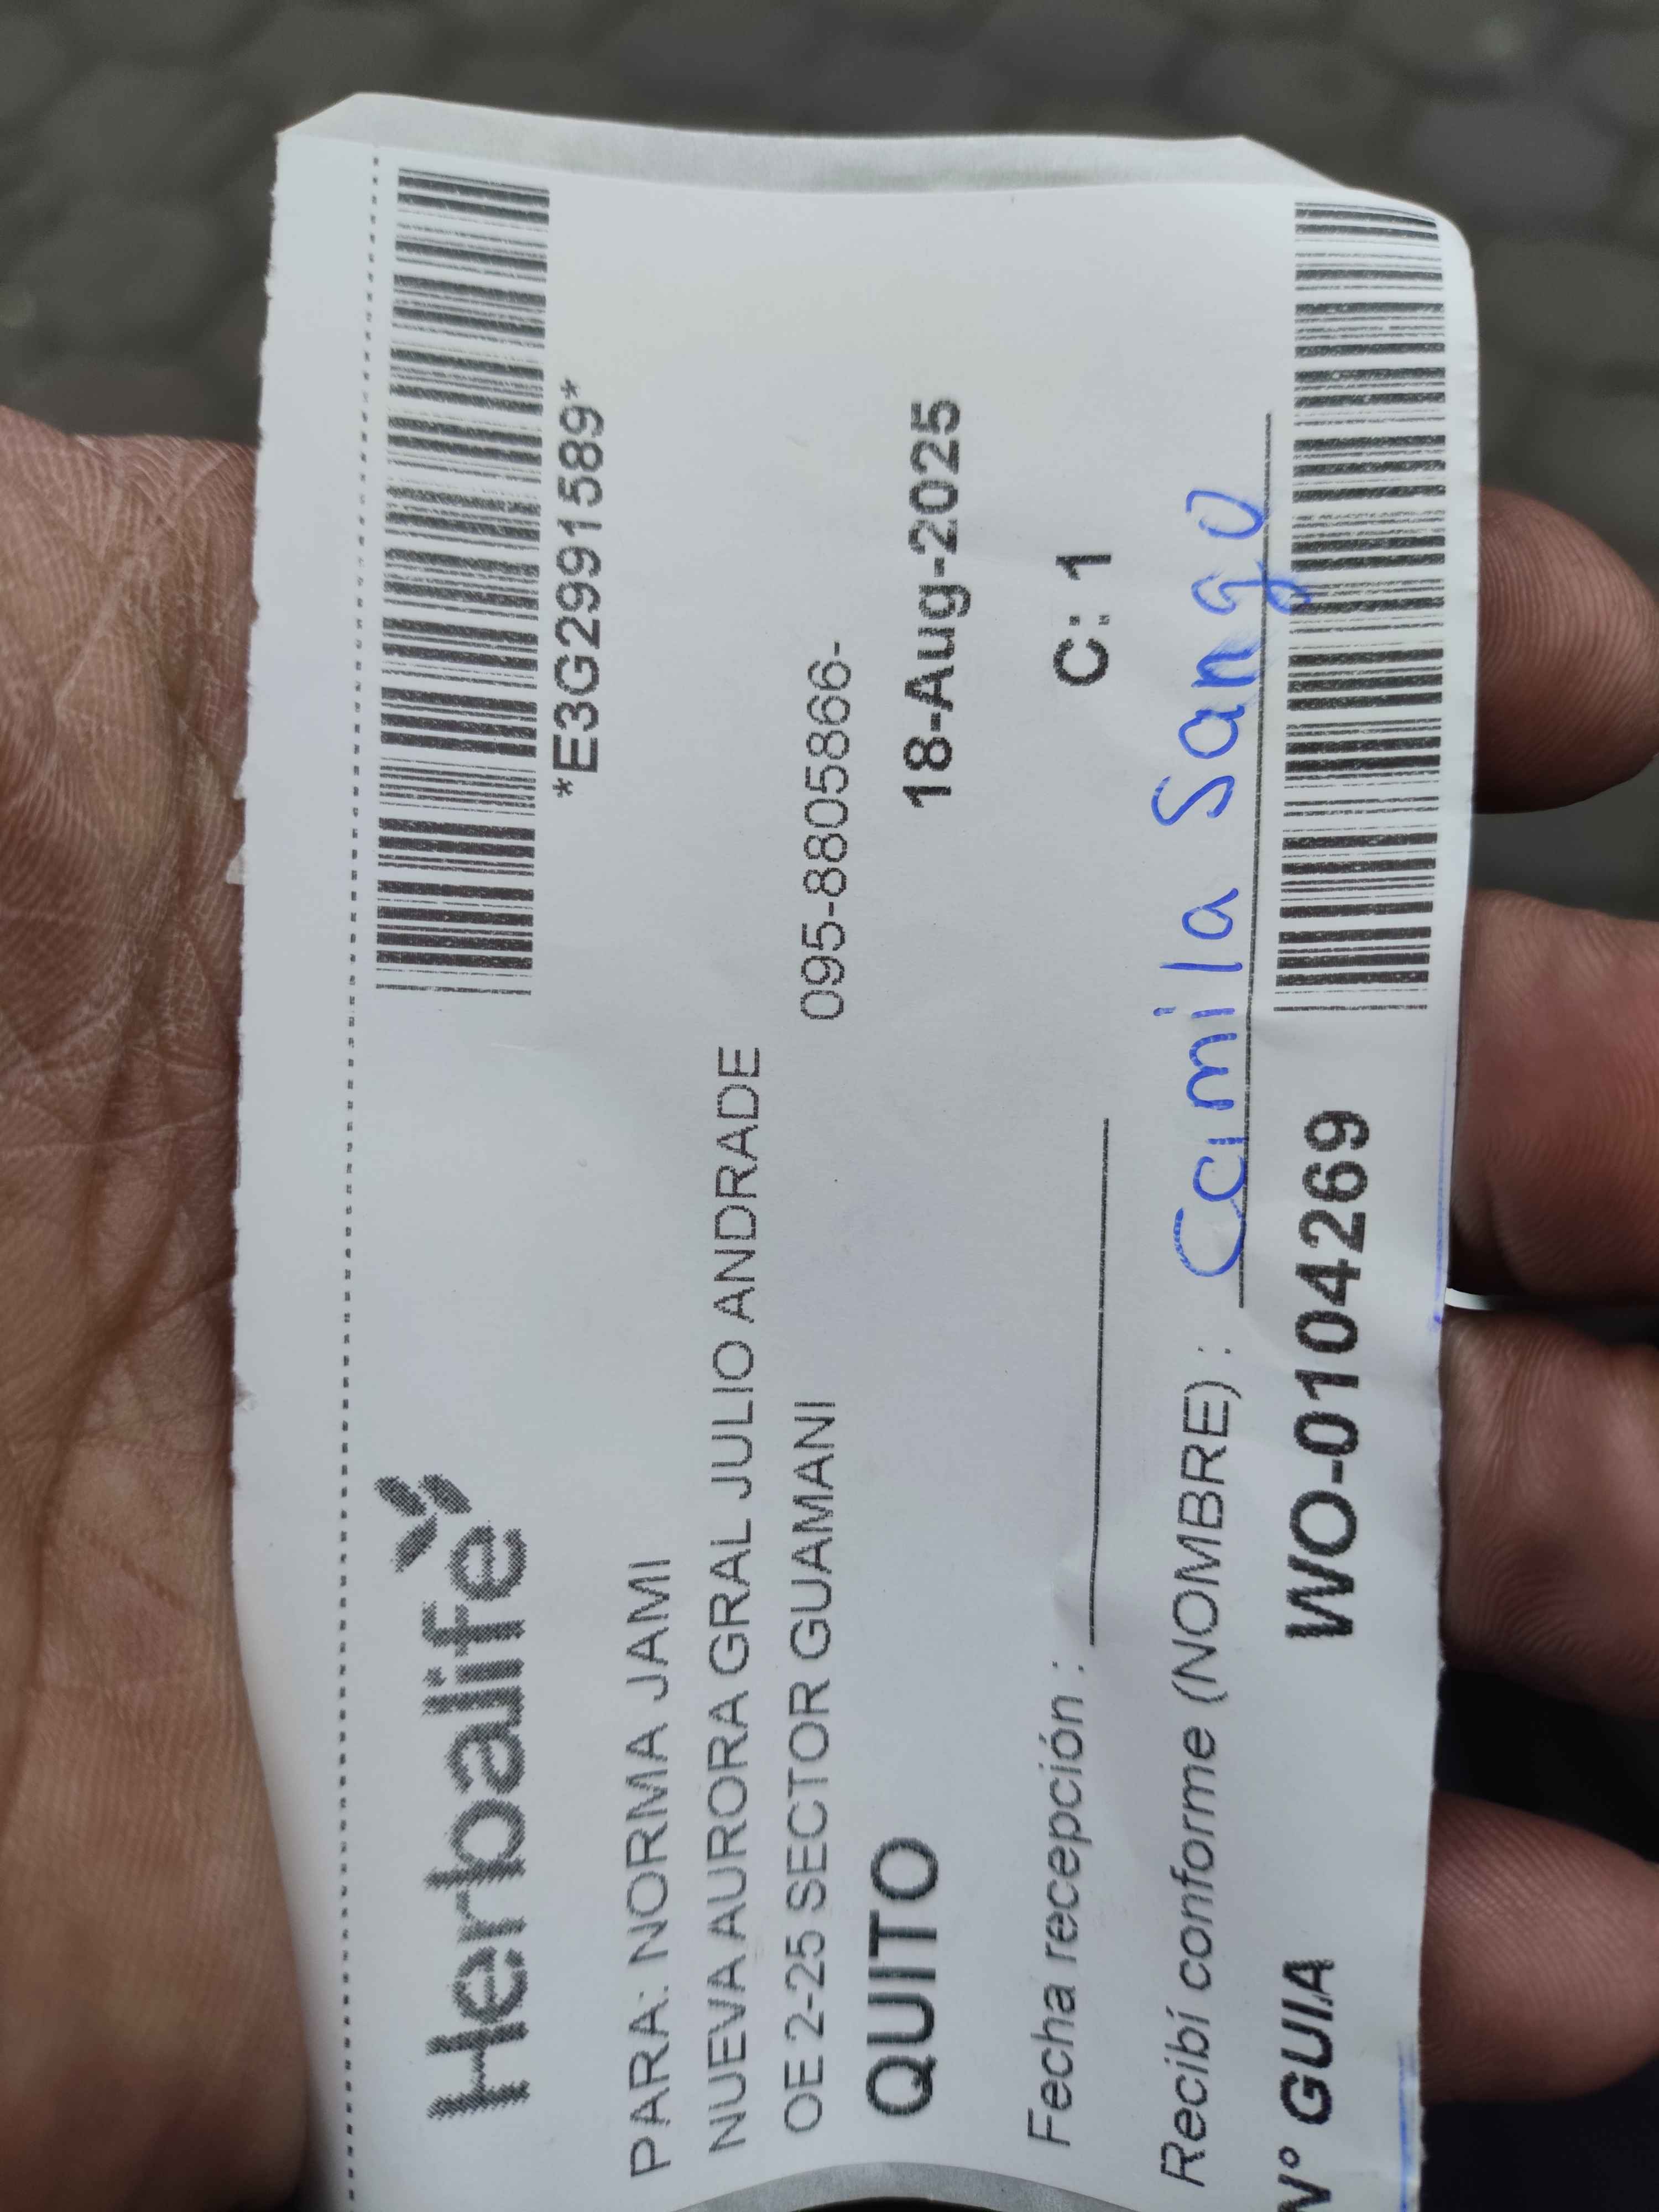 Herbalife
*E3G2991589*
PARA: NORMA JAMI
NUEVA AURORA GRAL JULIO ANDRADE
OE 2-25 SECTOR GUAMANI 095-8805866-
QUITO 18-Aug-2025
Fecha recepción : C: 1
Recibí conforme (NOMBRE) : Camila Sango
N° GUIA WO-0104269